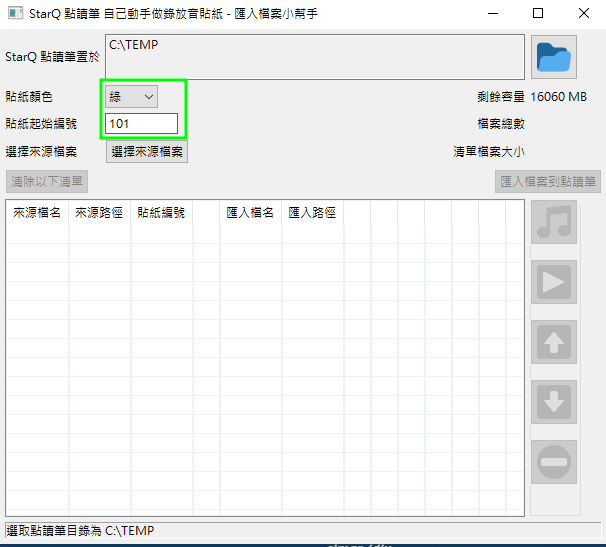 StarQ 點讀筆 自己動手做錄放音貼紙 - 匯入檔案小幫手
StarQ 點讀筆置於 C:\TEMP
貼紙顏色 綠 剩餘容量 16060 MB
貼紙起始編號 101 檔案總數
選擇來源檔案 選擇來源檔案 清單檔案大小
清除以下清單 匯入檔案到點讀筆
來源檔名 來源路徑 貼紙編號 匯入檔名 匯入路徑
選取點讀筆目錄為 C:\TEMP